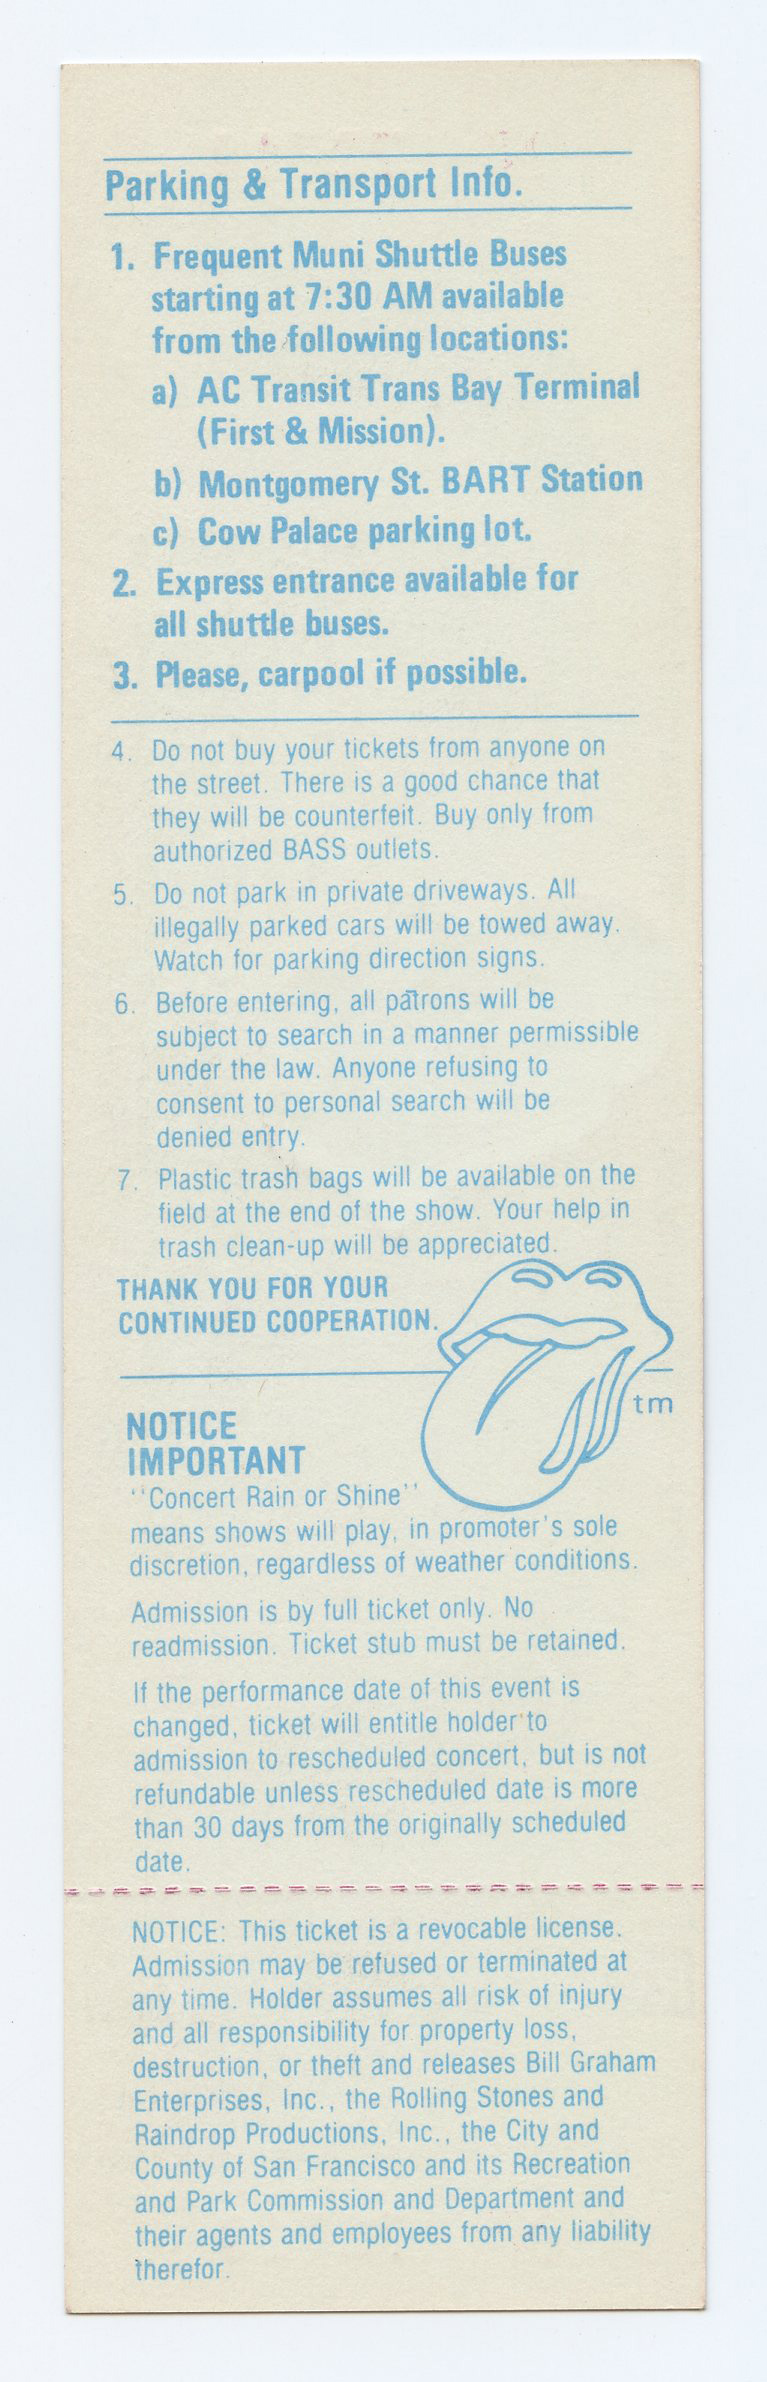 Parking & Transport Info.
1. Frequent Muni Shuttle Buses
starting at 7:30 AM available
from the following locations:
a) AC Transit Trans Bay Terminal
(First & Mission).
b) Montgomery St. BART Station
c) Cow Palace parking lot.
2. Express entrance available for
all shuttle buses.
3. Please, carpool if possible.
4. Do not buy your tickets from anyone on
the street. There is a good chance that
they will be counterfeit. Buy only from
authorized BASS outlets.
5. Do not park in private driveways. All
illegally parked cars will be towed away.
Watch for parking direction signs.
6. Before entering, all patrons will be
subject to search in a manner permissible
under the law. Anyone refusing to
consent to personal search will be
denied entry.
7. Plastic trash bags will be available on the
field at the end of the show. Your help in
trash clean-up will be appreciated.
THANK YOU FOR YOUR
CONTINUED COOPERATION.
tm
NOTICE
IMPORTANT
"Concert Rain or Shine"
means shows will play, in promoter's sole
discretion, regardless of weather conditions.
Admission is by full ticket only. No
readmission. Ticket stub must be retained.
If the performance date of this event is
changed, ticket will entitle holder to
admission to rescheduled concert, but is not
refundable unless rescheduled date is more
than 30 days from the originally scheduled
date.
NOTICE: This ticket is a revocable license.
Admission may be refused or terminated at
any time. Holder assumes all risk of injury
and all responsibility for property loss,
destruction, or theft and releases Bill Graham
Enterprises, Inc., the Rolling Stones and
Raindrop Productions, Inc., the City and
County of San Francisco and its Recreation
and Park Commission and Department and
their agents and employees from any liability
therefor.